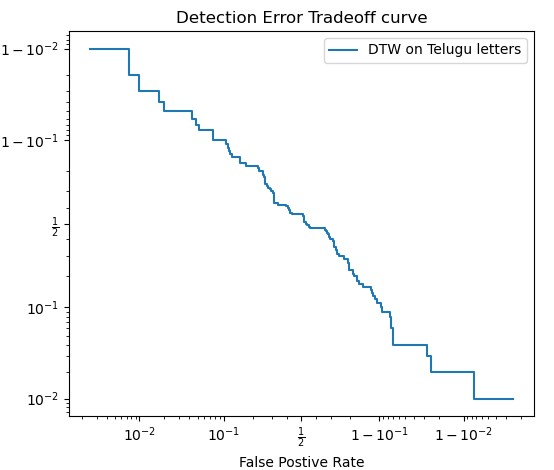 Detection Error Tradeoff curve
DTW on Telugu letters
1 − 10⁻²
1 − 10⁻¹
½
10⁻¹
10⁻²
10⁻² 10⁻¹ ½ 1 − 10⁻¹ 1 − 10⁻²
False Postive Rate